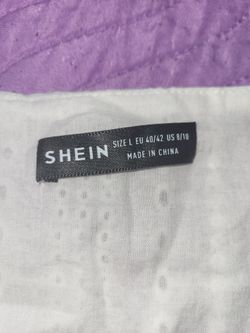 SHEIN
SIZE L EU 40/42 US 8/10
MADE IN CHINA